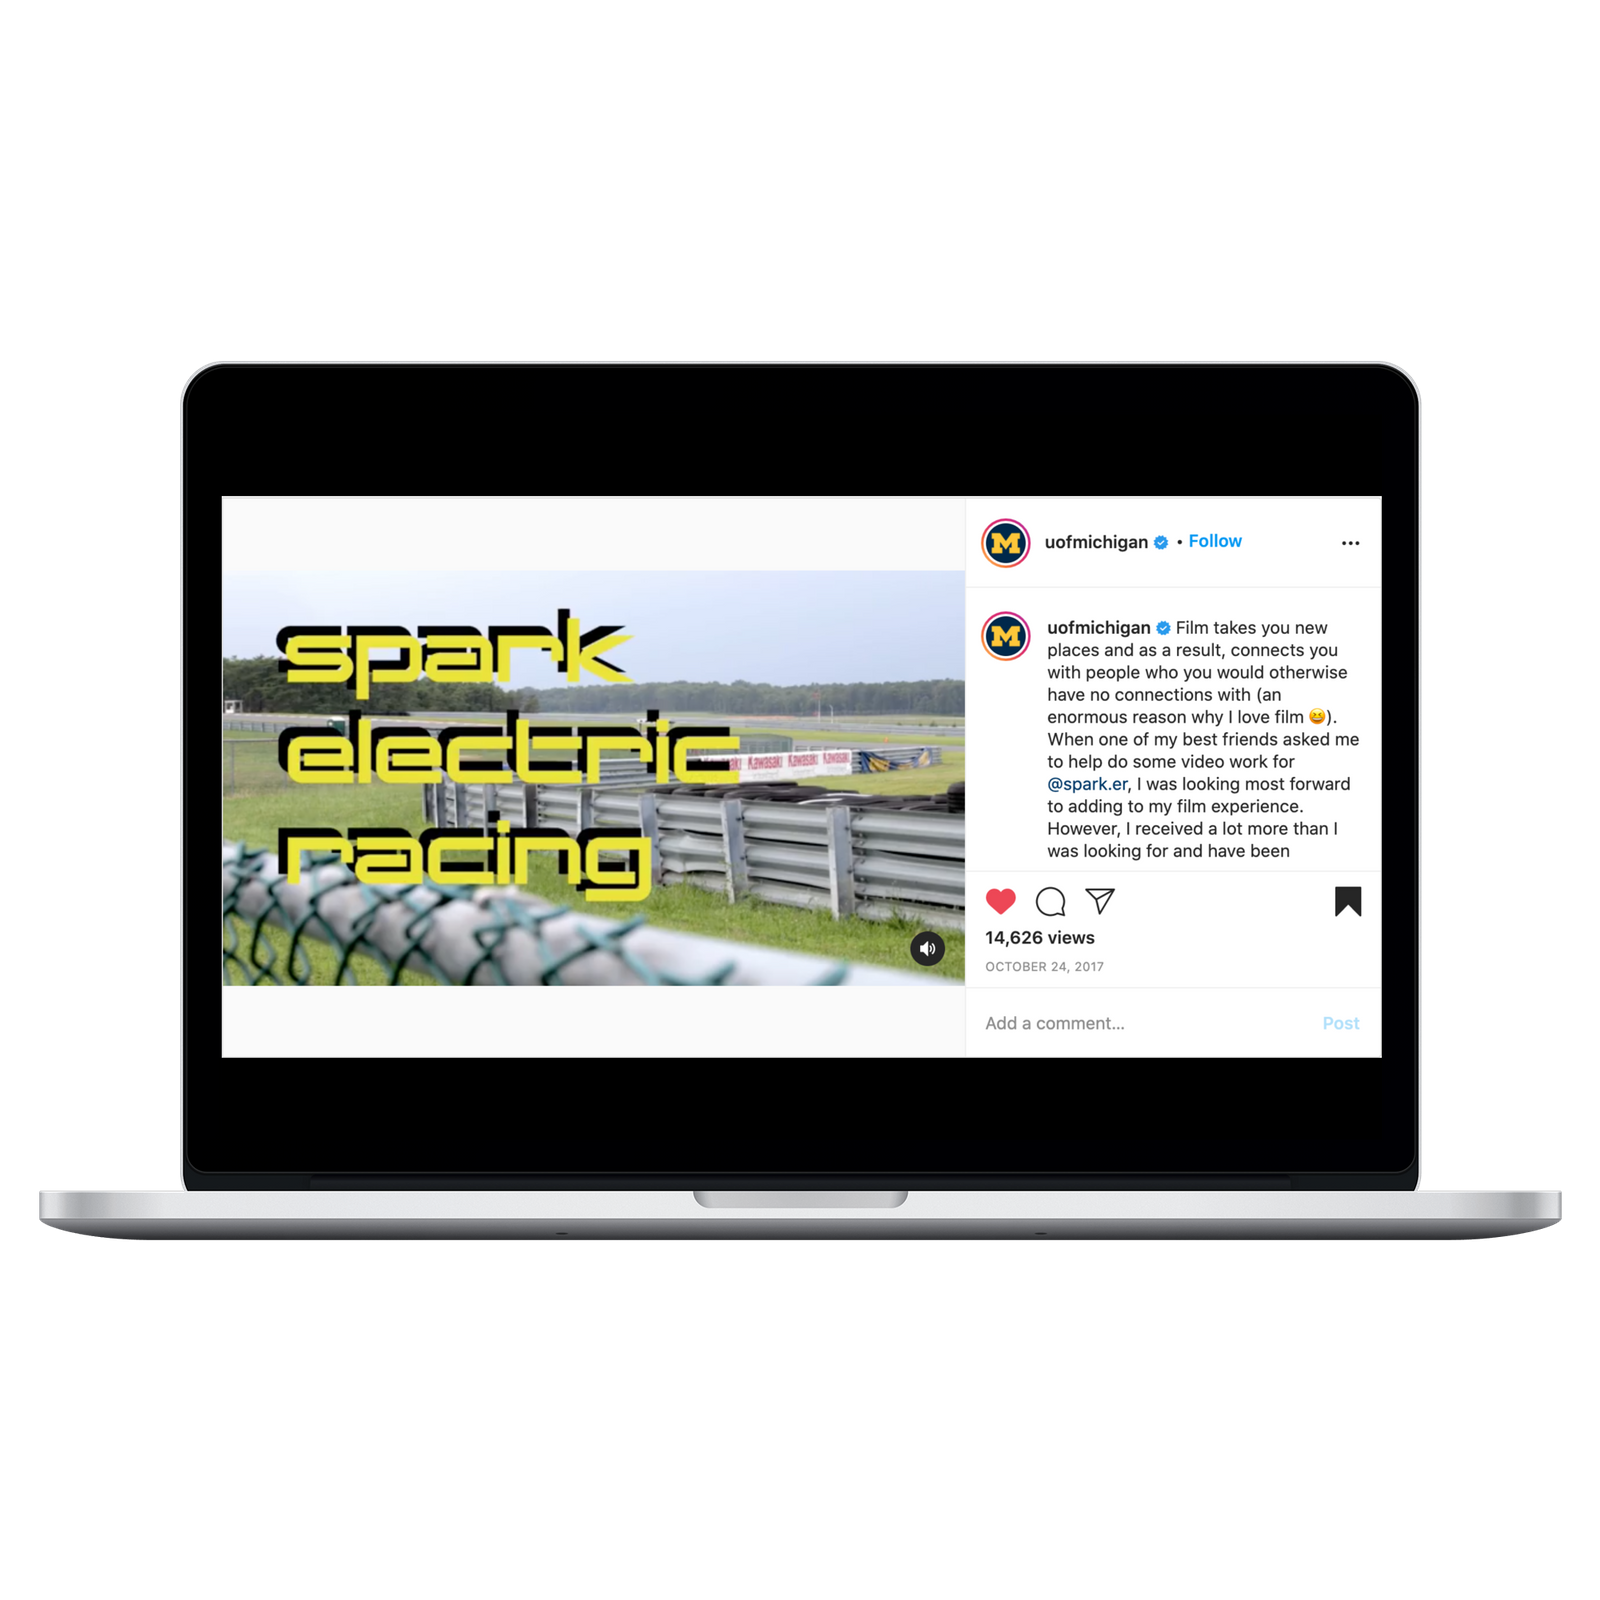 spark
electric
racing
Kawasaki Kawasaki Kawasaki
M
uofmichigan • Follow
M
uofmichigan Film takes you new
places and as a result, connects you
with people who you would otherwise
have no connections with (an
enormous reason why I love film 😆).
When one of my best friends asked me
to help do some video work for
@spark.er, I was looking most forward
to adding to my film experience.
However, I received a lot more than I
was looking for and have been
14,626 views
OCTOBER 24, 2017
Add a comment...
Post